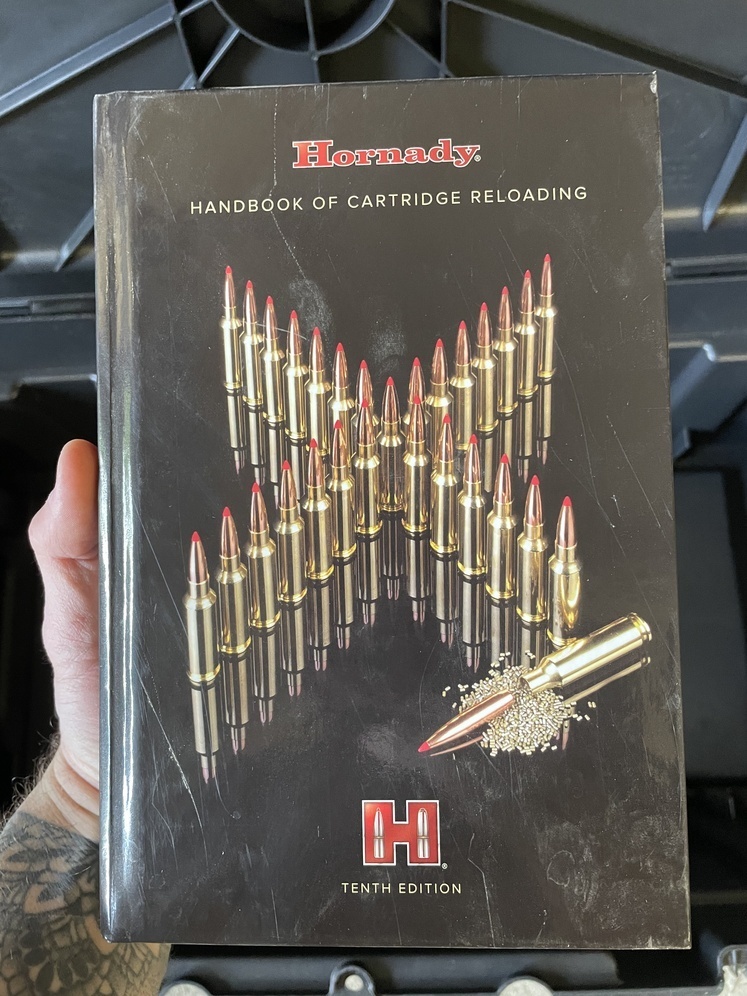 Hornady®
HANDBOOK OF CARTRIDGE RELOADING
H®
TENTH EDITION